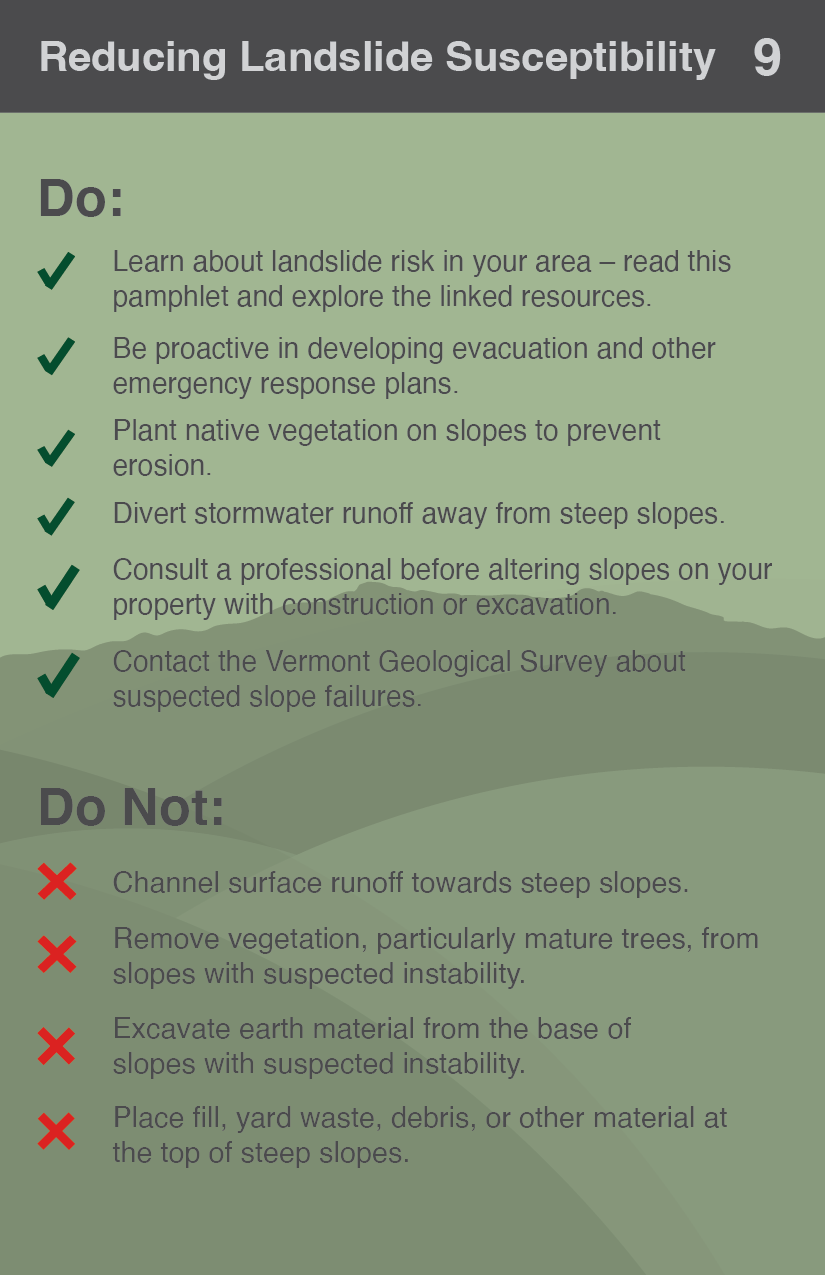 Reducing Landslide Susceptibility 9
Do:
Learn about landslide risk in your area – read this
pamphlet and explore the linked resources.
Be proactive in developing evacuation and other
emergency response plans.
Plant native vegetation on slopes to prevent
erosion.
Divert stormwater runoff away from steep slopes.
Consult a professional before altering slopes on your
property with construction or excavation.
Contact the Vermont Geological Survey about
suspected slope failures.
Do Not:
Channel surface runoff towards steep slopes.
Remove vegetation, particularly mature trees, from
slopes with suspected instability.
Excavate earth material from the base of
slopes with suspected instability.
Place fill, yard waste, debris, or other material at
the top of steep slopes.